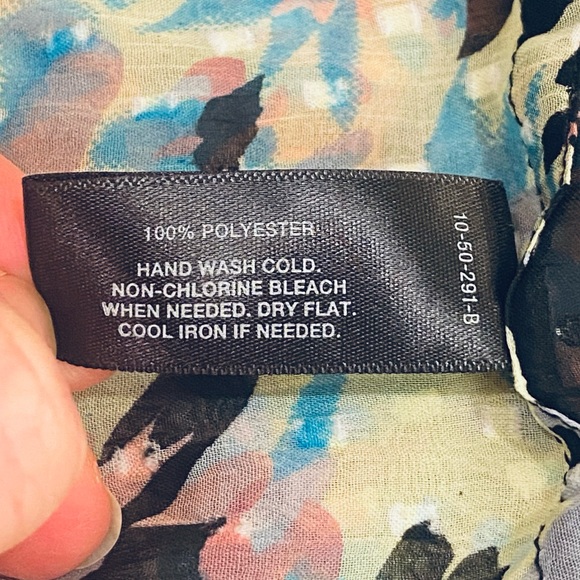 100% POLYESTER
HAND WASH COLD.
NON-CHLORINE BLEACH
WHEN NEEDED. DRY FLAT.
COOL IRON IF NEEDED.
10-50-291-B